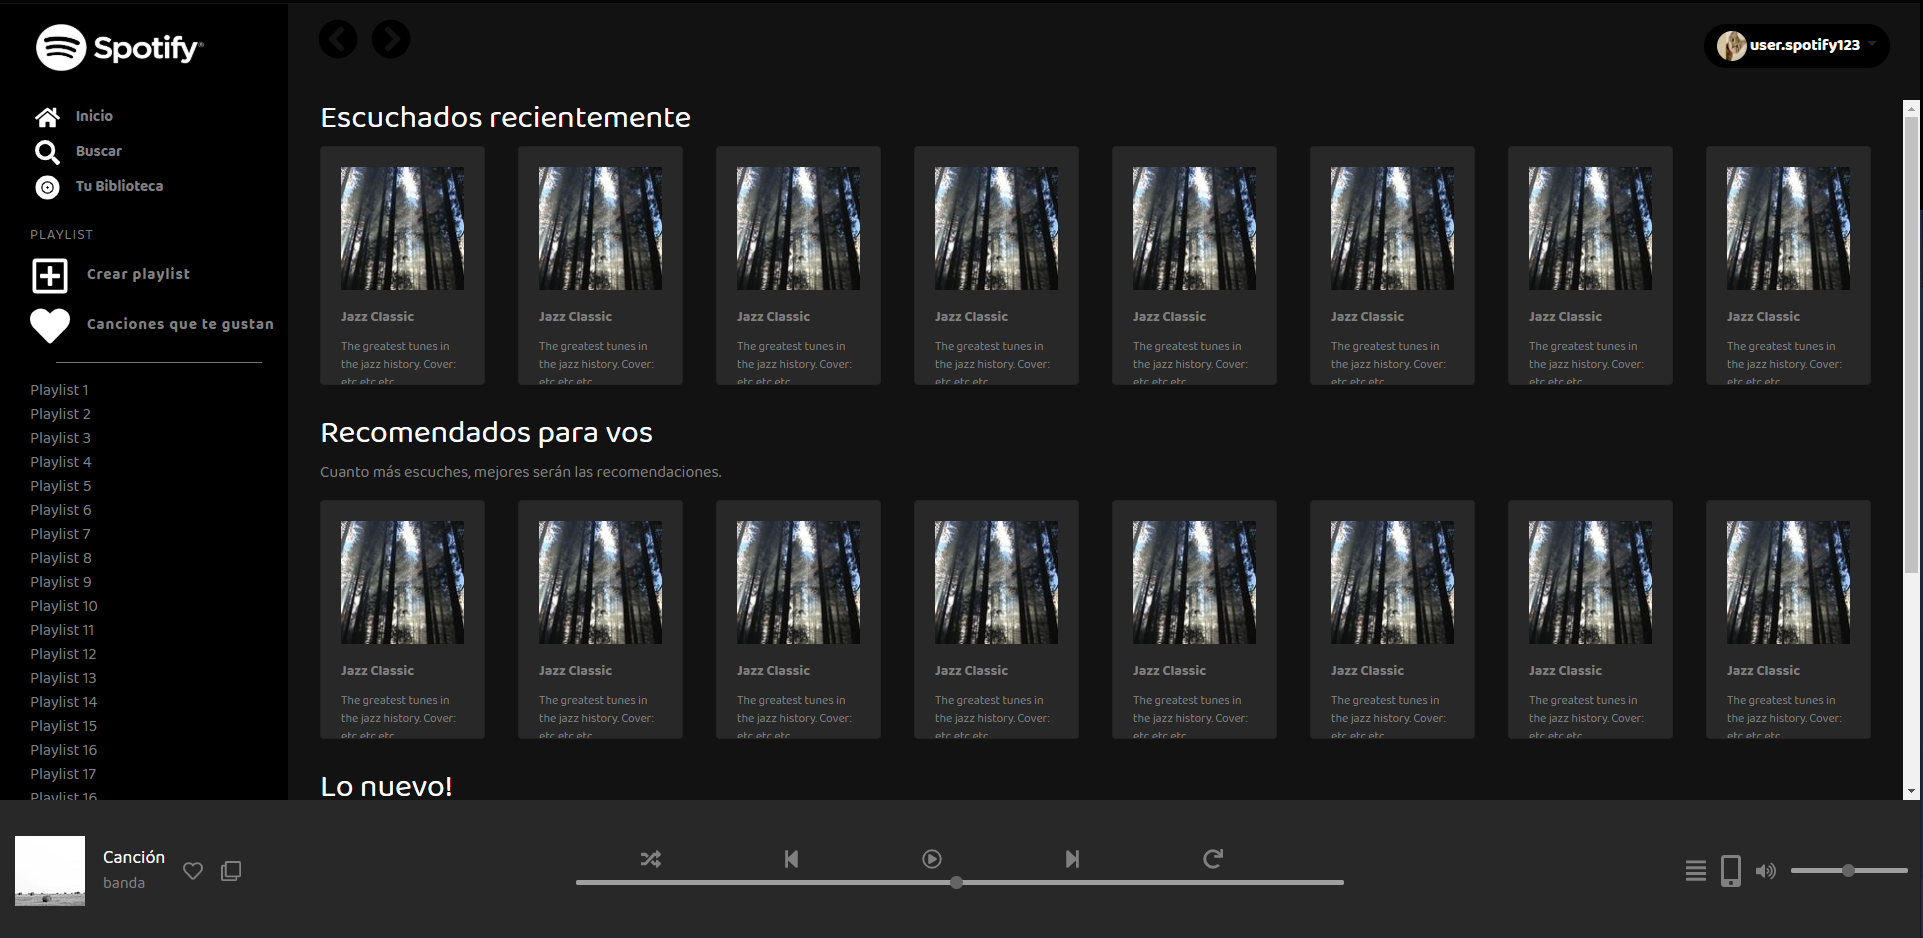 Spotify
Inicio
Buscar
Tu Biblioteca
PLAYLIST
Crear playlist
Canciones que te gustan
Playlist 1
Playlist 2
Playlist 3
Playlist 4
Playlist 5
Playlist 6
Playlist 7
Playlist 8
Playlist 9
Playlist 10
Playlist 11
Playlist 12
Playlist 13
Playlist 14
Playlist 15
Playlist 16
Playlist 17
Playlist 16
user.spotify123
Escuchados recientemente
Jazz Classic
The greatest tunes in
the jazz history. Cover:
etc etc etc
Jazz Classic
The greatest tunes in
the jazz history. Cover:
etc etc etc
Jazz Classic
The greatest tunes in
the jazz history. Cover:
etc etc etc
Jazz Classic
The greatest tunes in
the jazz history. Cover:
etc etc etc
Jazz Classic
The greatest tunes in
the jazz history. Cover:
etc etc etc
Jazz Classic
The greatest tunes in
the jazz history. Cover:
etc etc etc
Jazz Classic
The greatest tunes in
the jazz history. Cover:
etc etc etc
Jazz Classic
The greatest tunes in
the jazz history. Cover:
etc etc etc
Recomendados para vos
Cuanto más escuches, mejores serán las recomendaciones.
Jazz Classic
The greatest tunes in
the jazz history. Cover:
etc etc etc
Jazz Classic
The greatest tunes in
the jazz history. Cover:
etc etc etc
Jazz Classic
The greatest tunes in
the jazz history. Cover:
etc etc etc
Jazz Classic
The greatest tunes in
the jazz history. Cover:
etc etc etc
Jazz Classic
The greatest tunes in
the jazz history. Cover:
etc etc etc
Jazz Classic
The greatest tunes in
the jazz history. Cover:
etc etc etc
Jazz Classic
The greatest tunes in
the jazz history. Cover:
etc etc etc
Jazz Classic
The greatest tunes in
the jazz history. Cover:
etc etc etc
Lo nuevo!
Canción
banda